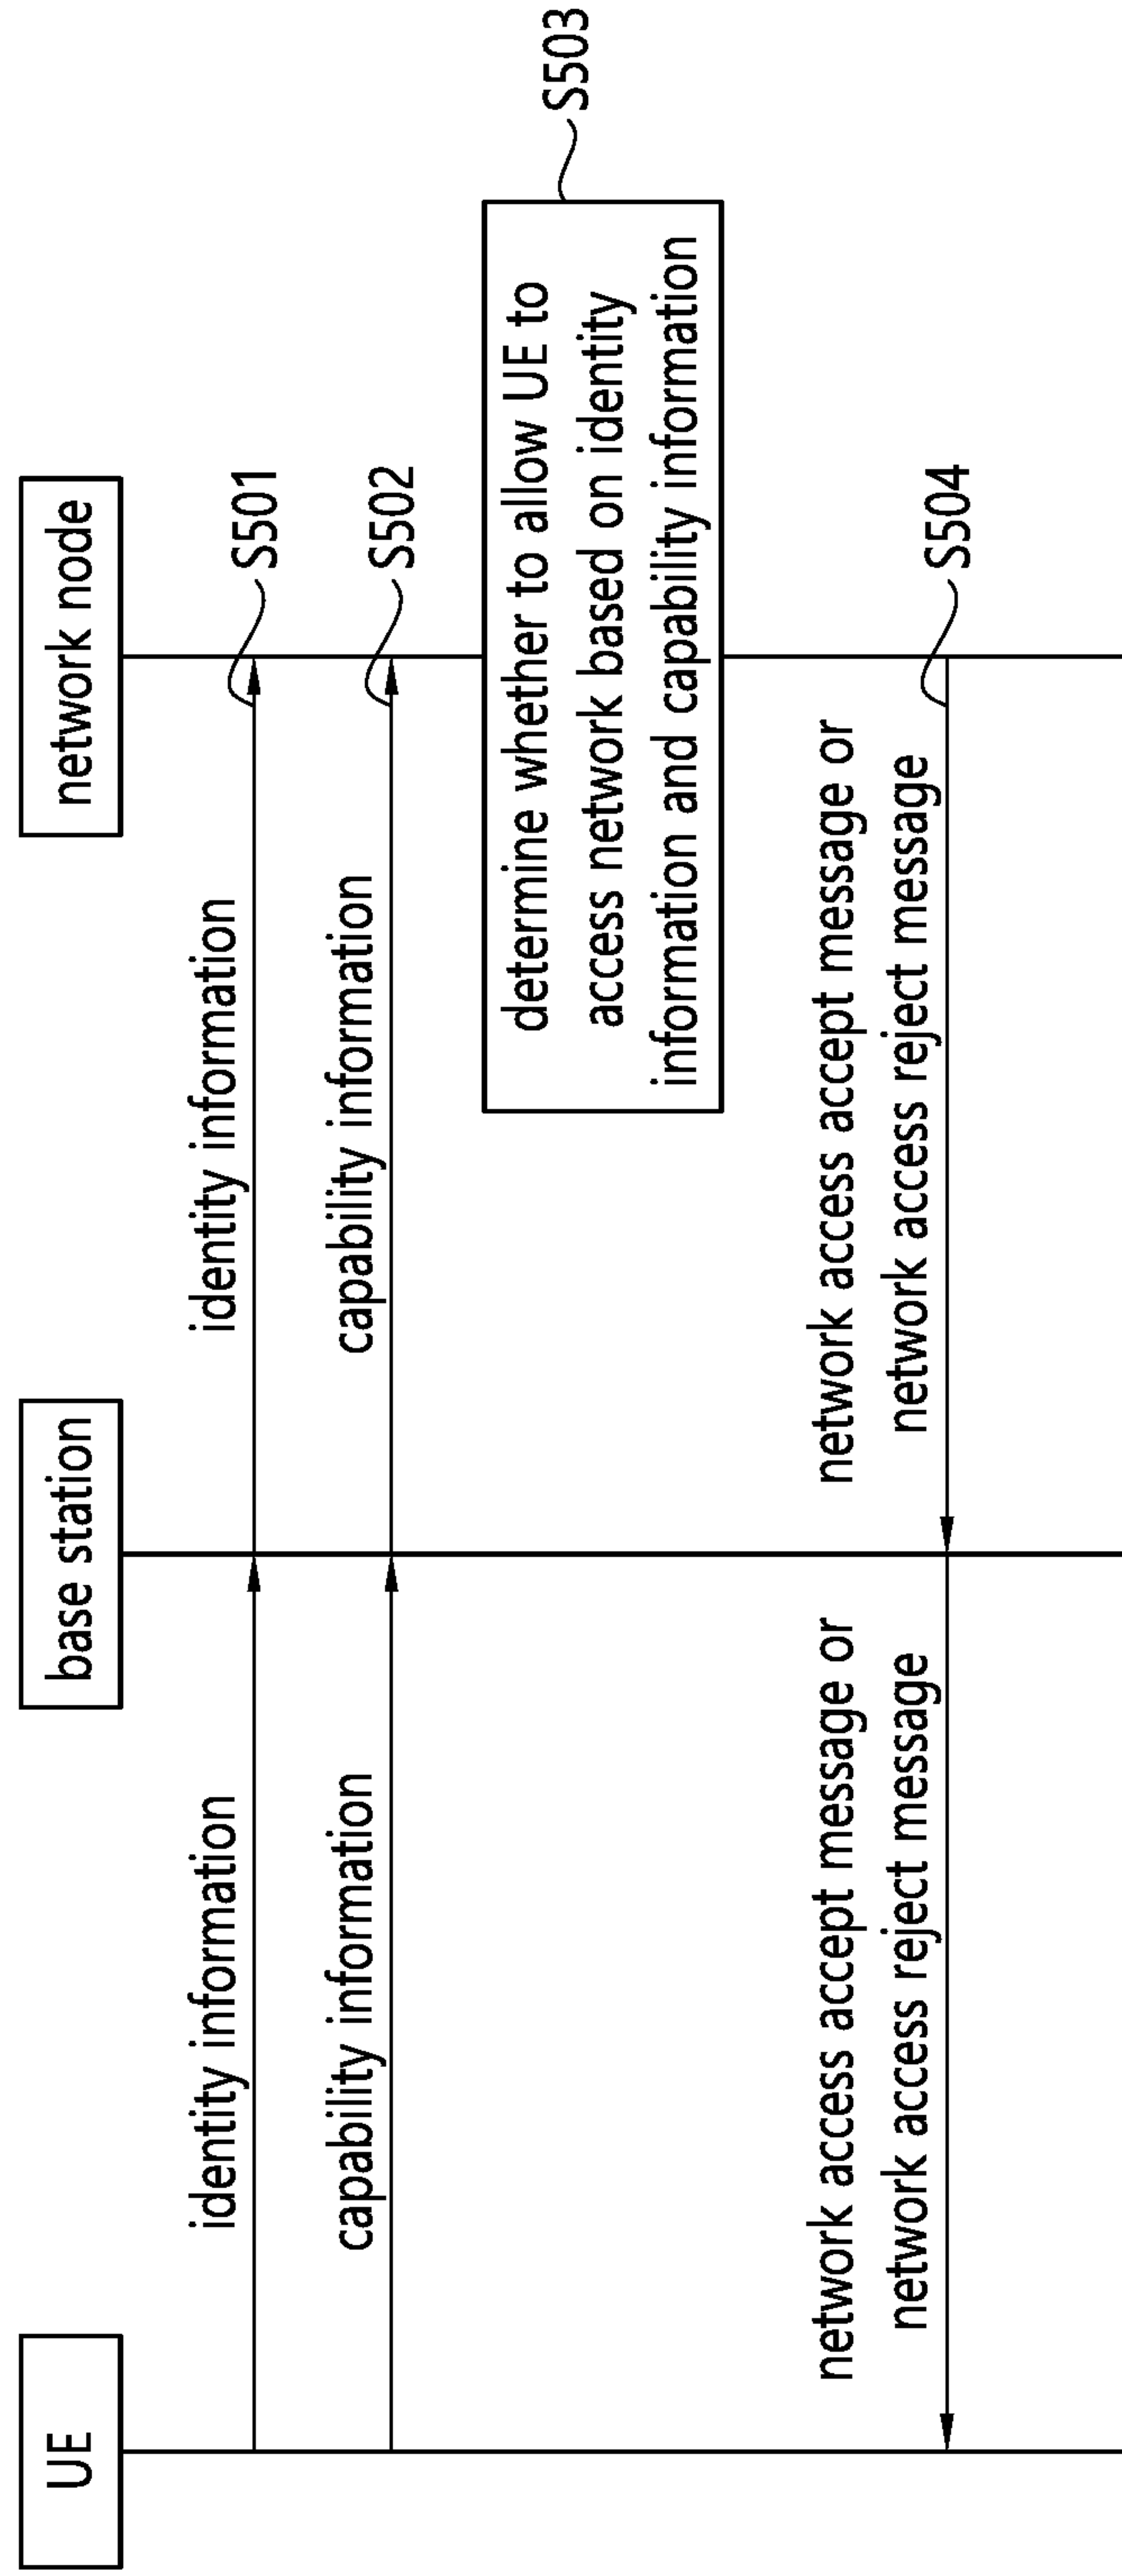 UE
base station
network node
identity information
identity information
S501
capability information
capability information
S502
determine whether to allow UE to
access network based on identity
information and capability information
S503
network access accept message or
network access reject message
network access accept message or
network access reject message
S504